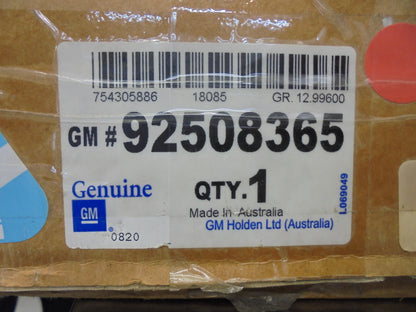 754305886 18085 GR. 12.99600
GM # 92508365
Genuine QTY.1
GM Made In Australia
GM Holden Ltd (Australia)
0820
L069049